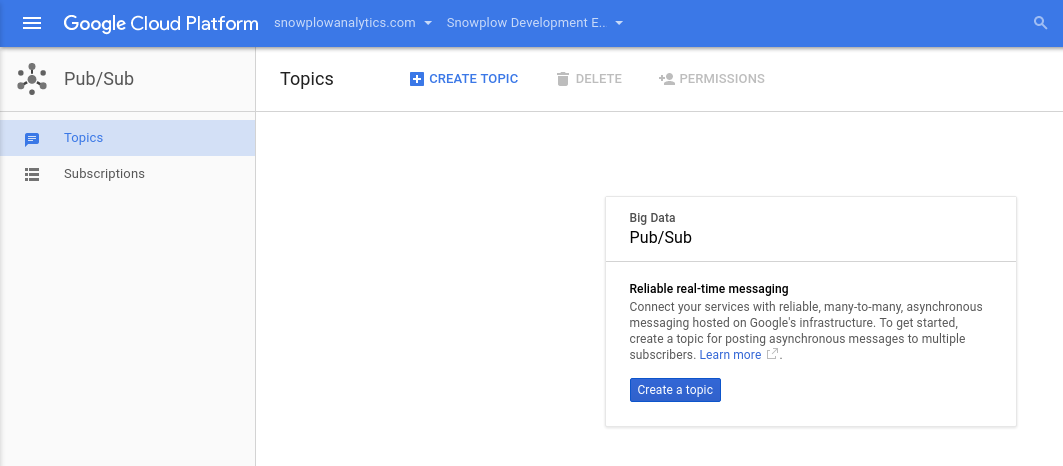 Google Cloud Platform snowplowanalytics.com Snowplow Development E..
Pub/Sub
Topics CREATE TOPIC DELETE PERMISSIONS
Topics
Subscriptions
Big Data
Pub/Sub
Reliable real-time messaging
Connect your services with reliable, many-to-many, asynchronous
messaging hosted on Google's infrastructure. To get started,
create a topic for posting asynchronous messages to multiple
subscribers. Learn more .
Create a topic